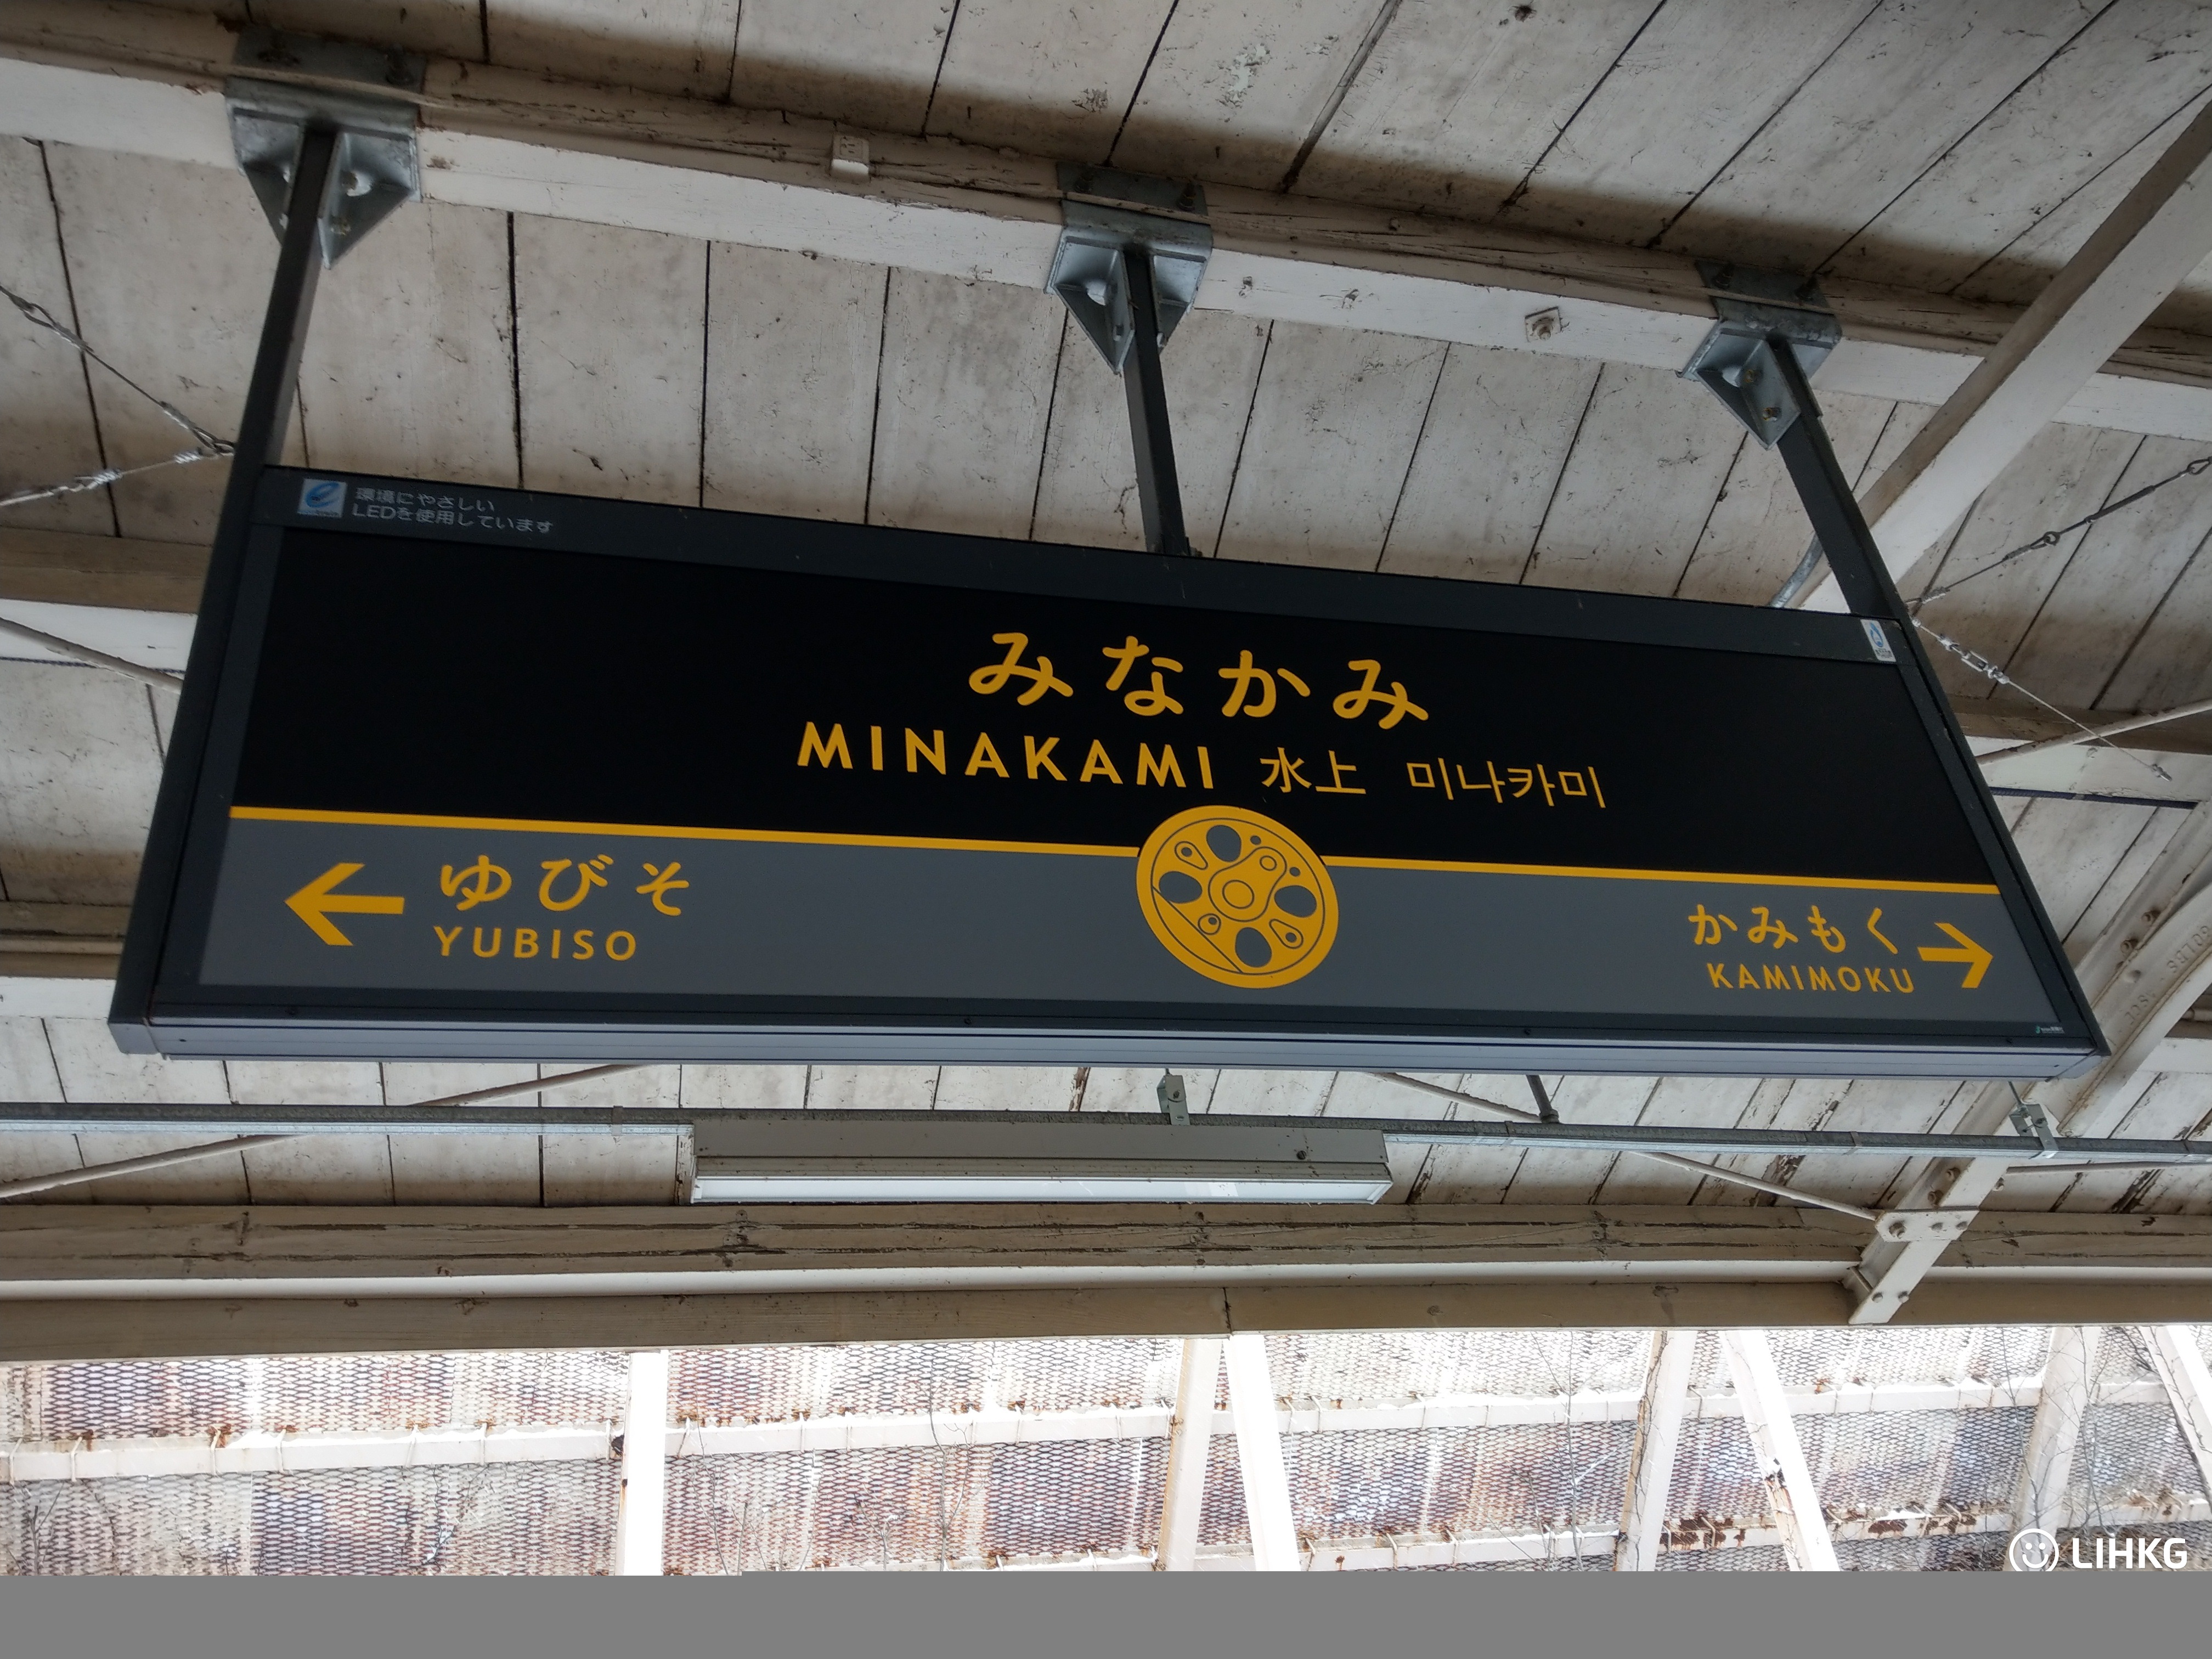 環境にやさしい
LEDを使用しています
みなかみ
MINAKAMI 水上 미나카미
ゆびそ
YUBISO
かみもく
KAMIMOKU
LIHKG